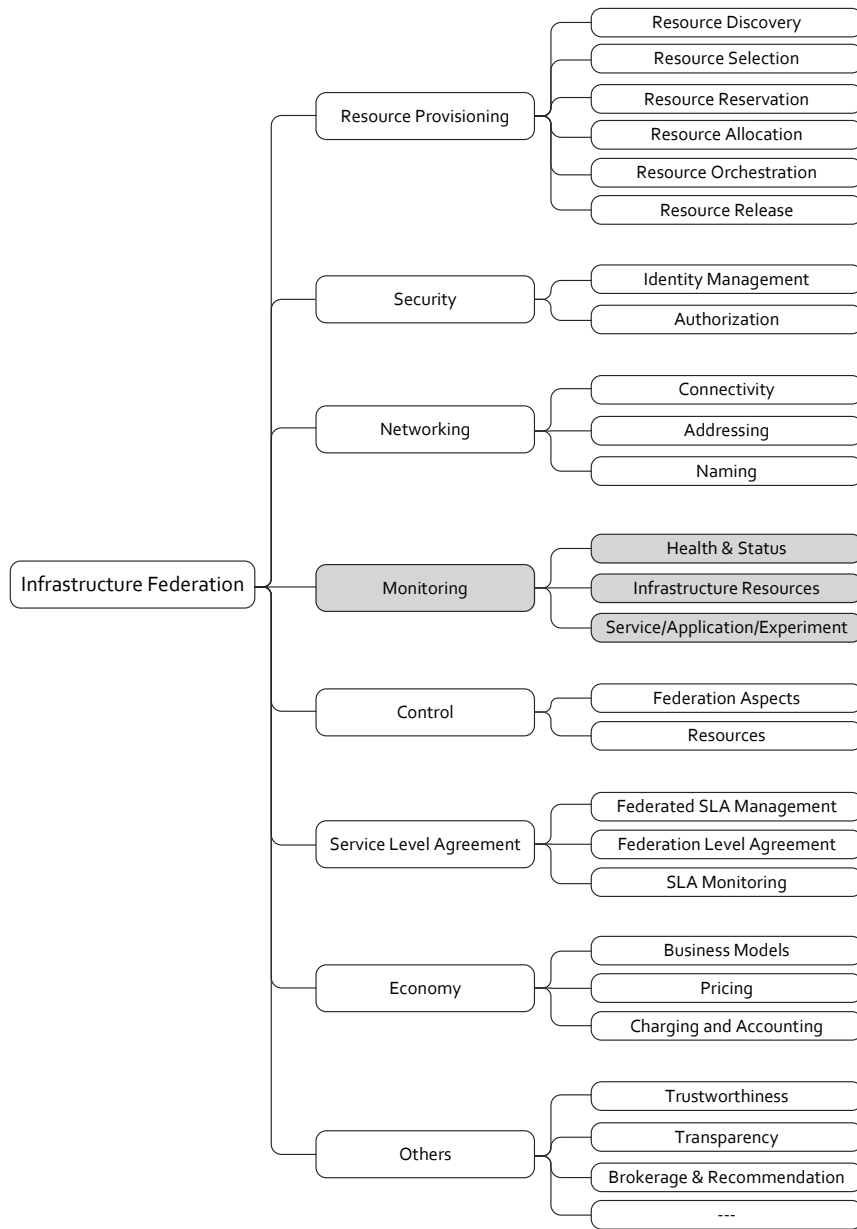 Infrastructure Federation
Resource Provisioning
Resource Discovery
Resource Selection
Resource Reservation
Resource Allocation
Resource Orchestration
Resource Release
Security
Identity Management
Authorization
Networking
Connectivity
Addressing
Naming
Monitoring
Health & Status
Infrastructure Resources
Service/Application/Experiment
Control
Federation Aspects
Resources
Service Level Agreement
Federated SLA Management
Federation Level Agreement
SLA Monitoring
Economy
Business Models
Pricing
Charging and Accounting
Others
Trustworthiness
Transparency
Brokerage & Recommendation
---